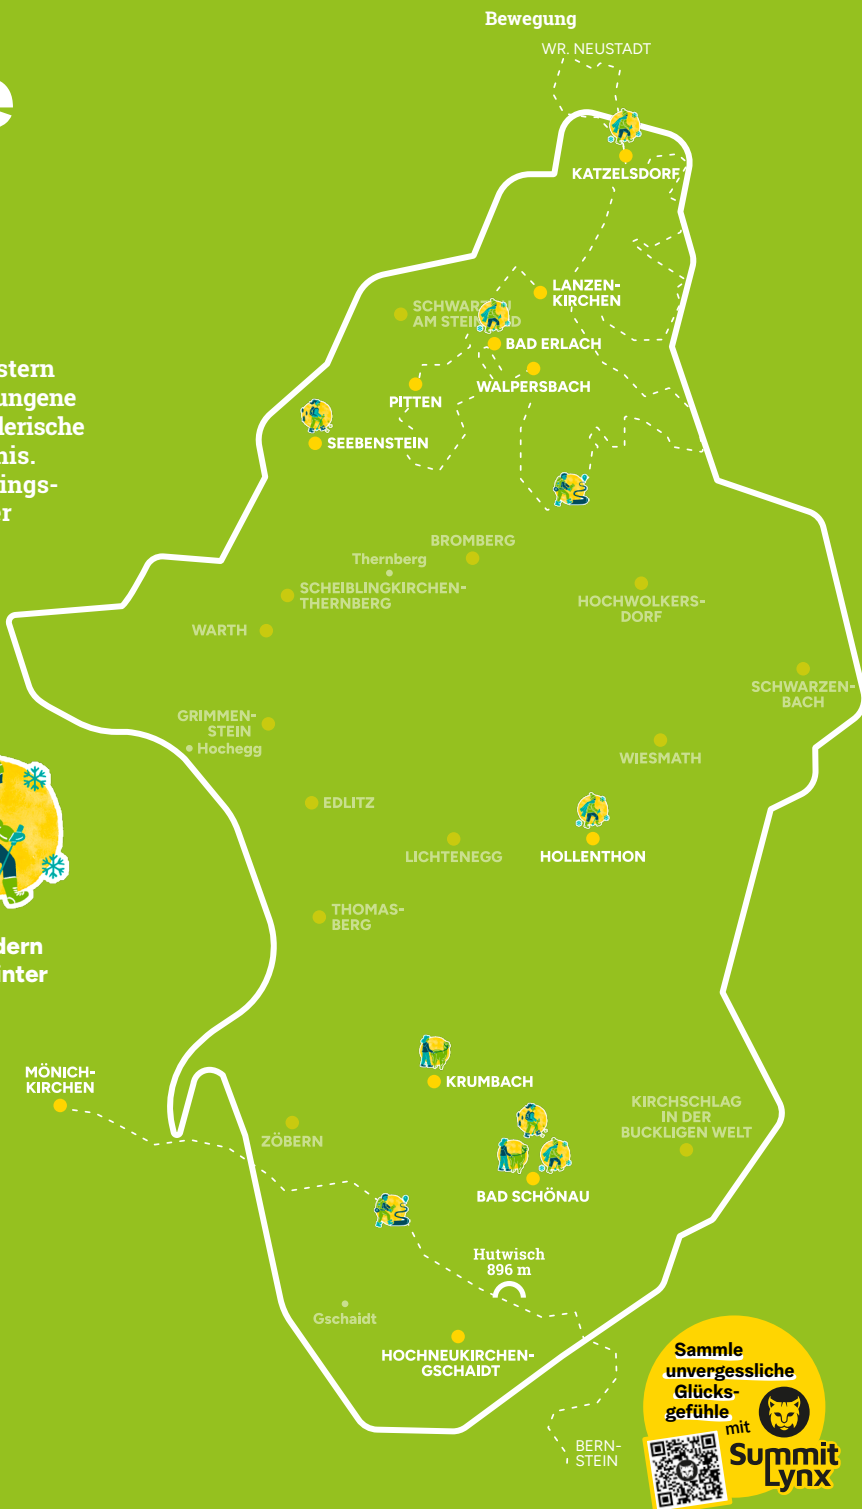 Bewegung
WR. NEUSTADT
e
KATZELSDORF
LANZEN-
KIRCHEN
BAD ERLACH
WALPERSBACH
PITTEN
SEEBENSTEIN
stern
ungene
lerische
nis.
ings-
er
BROMBERG
Thernberg
SCHEIBLINGKIRCHEN-
THERNBERG
HOCHWOLKERS-
DORF
WARTH
SCHWARZEN-
BACH
GRIMMEN-
STEIN
Hochegg
WIESMATH
EDLITZ
LICHTENEGG
HOLLENTHON
THOMAS-
BERG
dern
inter
MÖNICH-
KIRCHEN
KRUMBACH
KIRCHSCHLAG
IN DER
BUCKLIGEN WELT
ZÖBERN
BAD SCHÖNAU
Hutwisch
896 m
Gschaidt
HOCHNEUKIRCHEN-
GSCHAIDT
BERN-
STEIN
Sammle
unvergessliche
Glücks-
gefühle
mit
Summit
Lynx